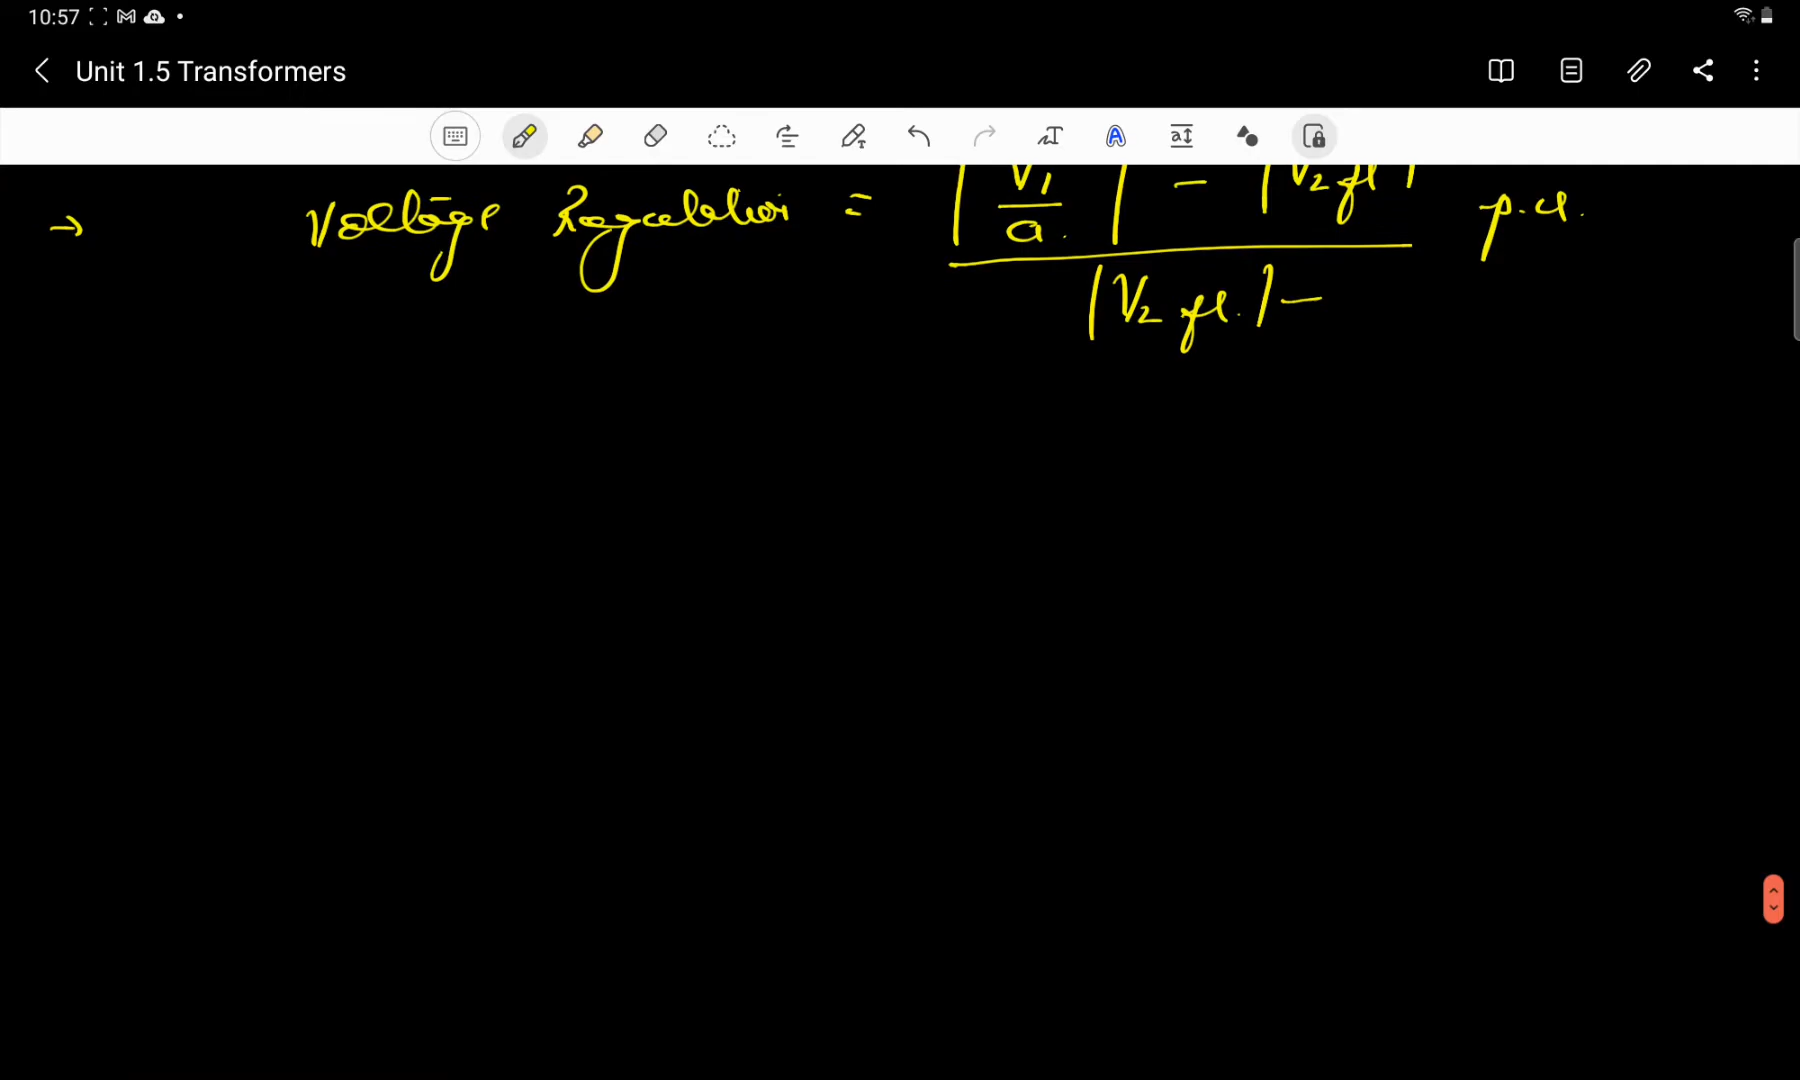 10:57
Unit 1.5 Transformers
→ Voltage Regulation = |V1/a.| - |V2 fl| p.u.
|V2 fl.| -